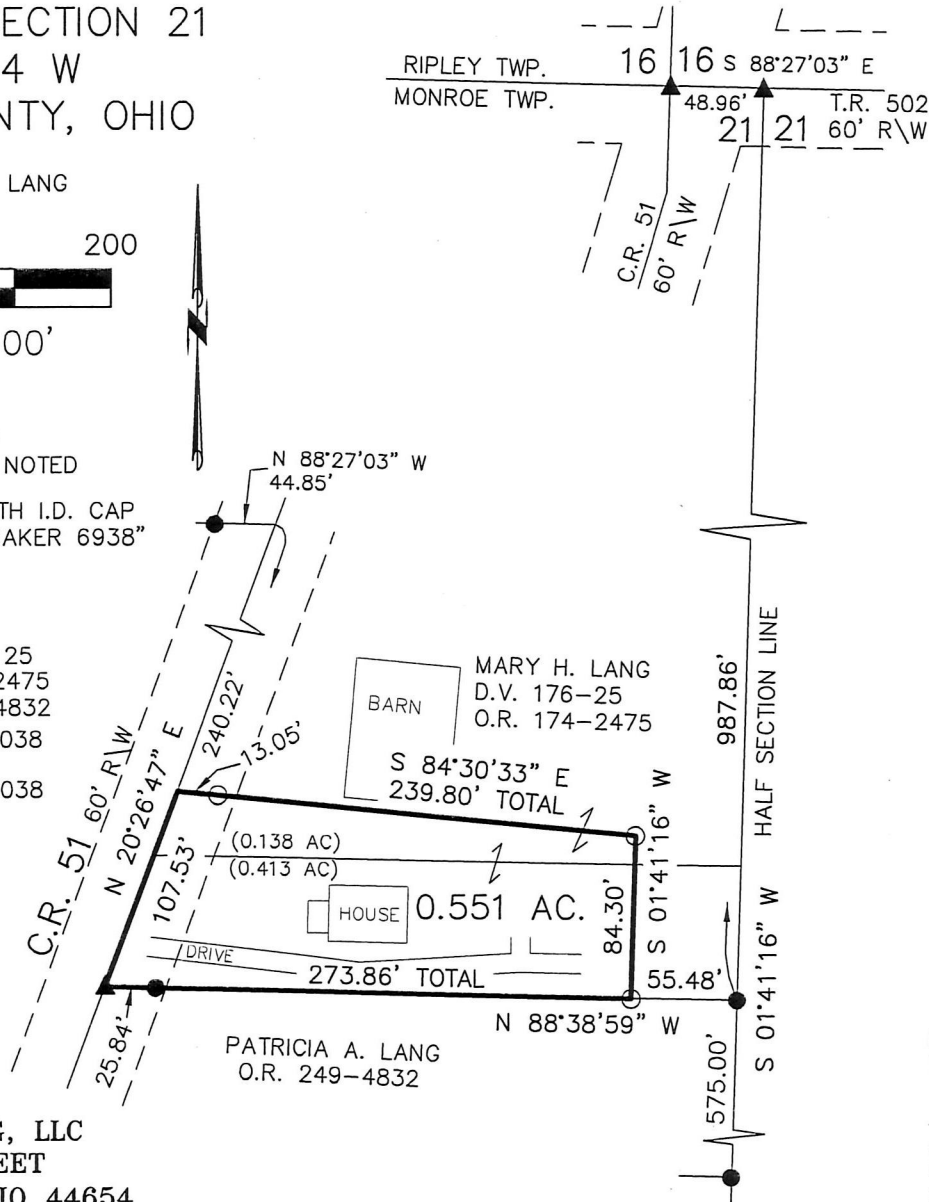 ECTION 21
4 W
NTY, OHIO
LANG
200
00'
NOTED
TH I.D. CAP
AKER 6938"
25
2475
4832
038
038
RIPLEY TWP.
MONROE TWP.
16
16
S 88°27'03" E
48.96'
T.R. 502
60' R\W
21
21
C.R. 51
60' R\W
N
N 88°27'03" W
44.85'
BARN
MARY H. LANG
D.V. 176-25
O.R. 174-2475
S 84°30'33" E
239.80' TOTAL
240.22'
13.05'
C.R. 51 60' R\W
N 20°26'47" E
107.53'
(0.138 AC)
(0.413 AC)
HOUSE
0.551 AC.
DRIVE
273.86' TOTAL
84.30'
S 01°41'16" W
55.48'
N 88°38'59" W
25.84'
PATRICIA A. LANG
O.R. 249-4832
987.86'
HALF SECTION LINE
S 01°41'16" W
575.00'
G, LLC
EET
IO 44654